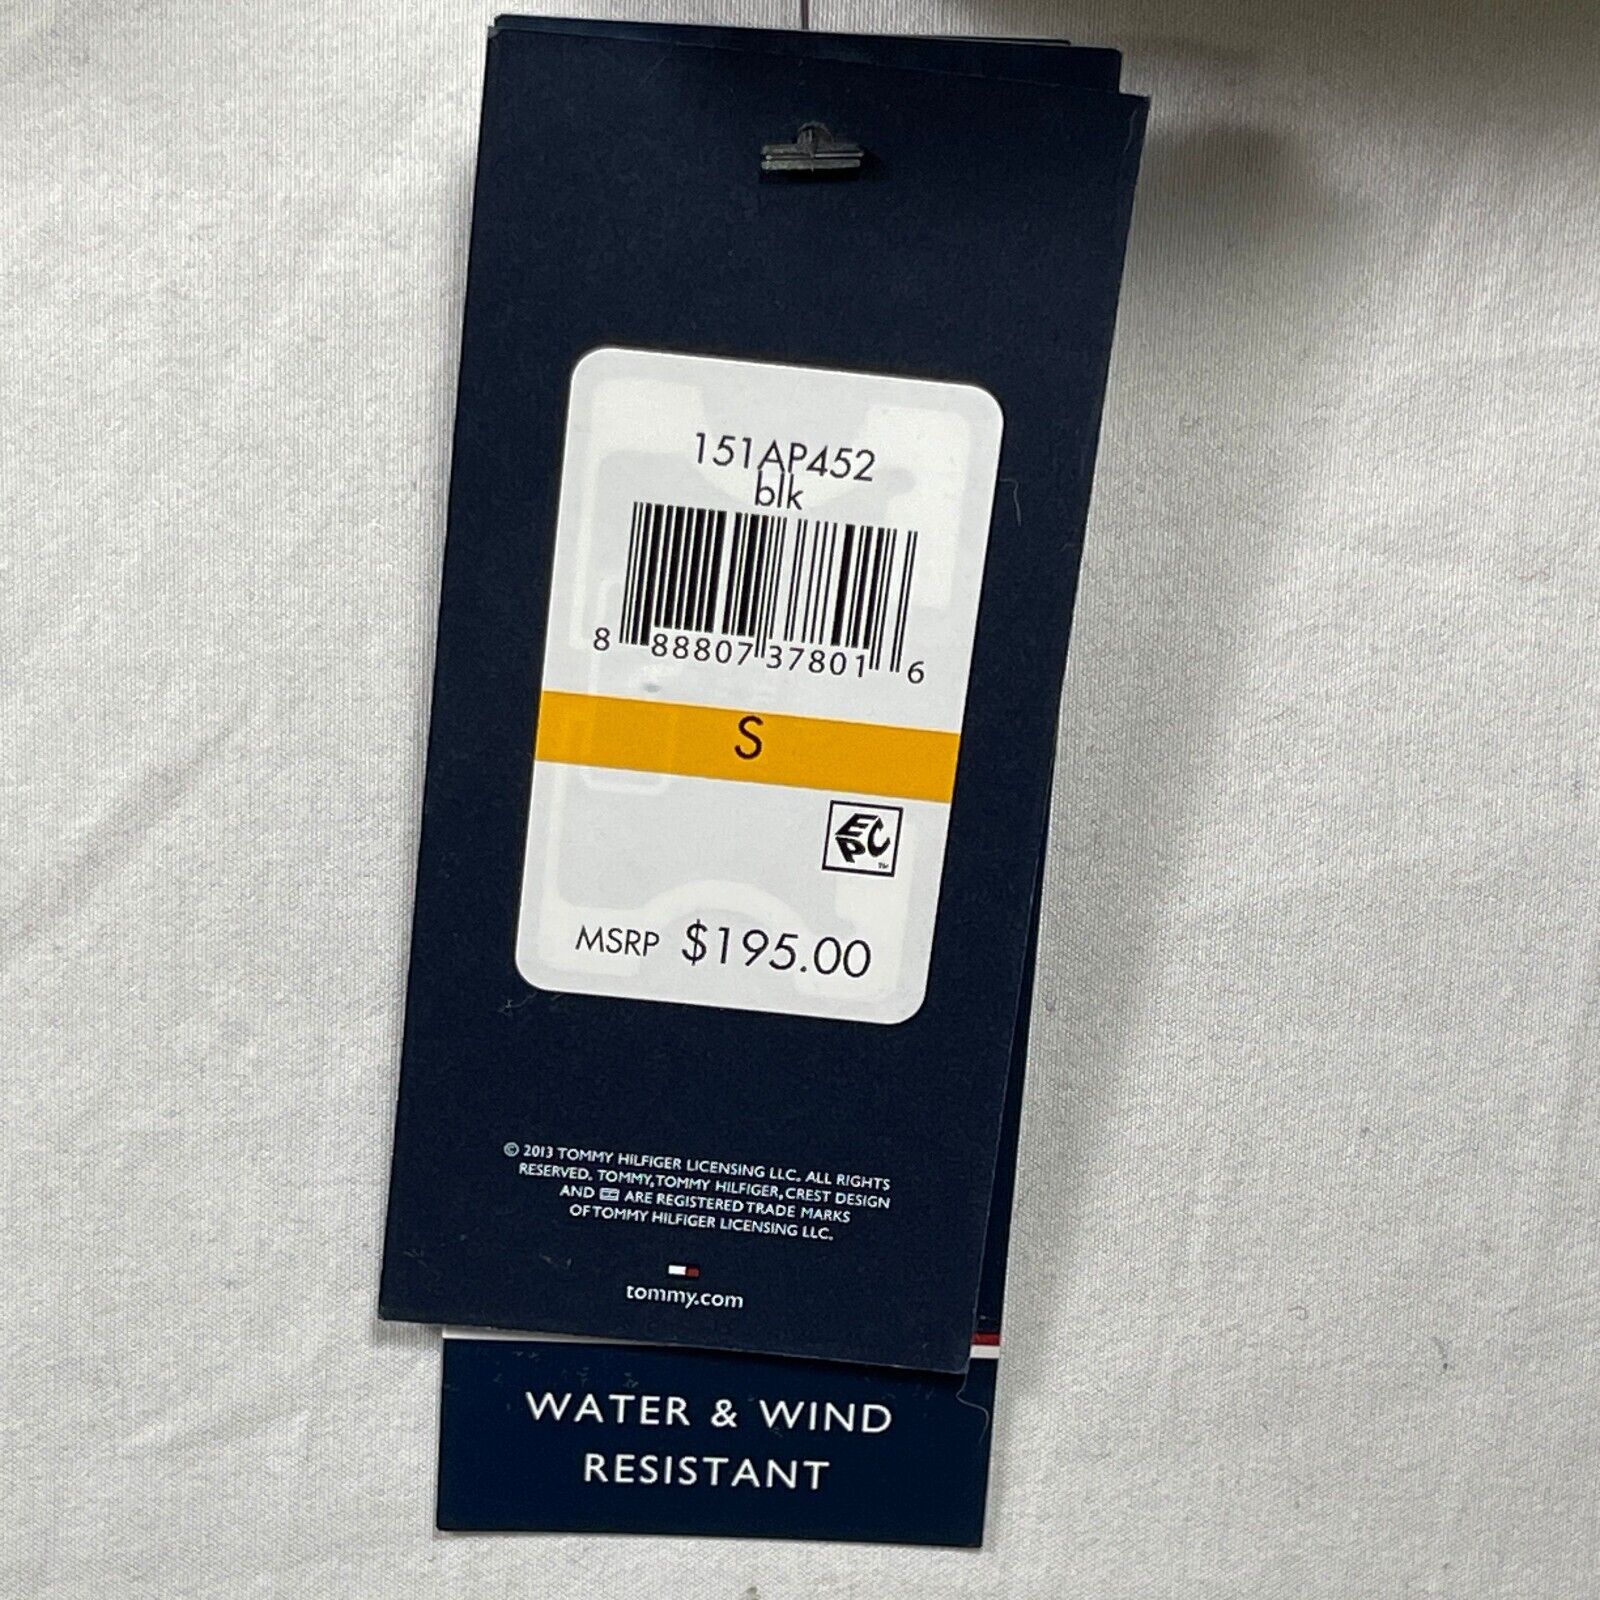 151AP452
blk
8 88807 37801 6
S
EPC™
MSRP $195.00
© 2013 TOMMY HILFIGER LICENSING LLC. ALL RIGHTS
RESERVED. TOMMY, TOMMY HILFIGER, CREST DESIGN
AND ARE REGISTERED TRADE MARKS
OF TOMMY HILFIGER LICENSING LLC.
tommy.com
WATER & WIND
RESISTANT